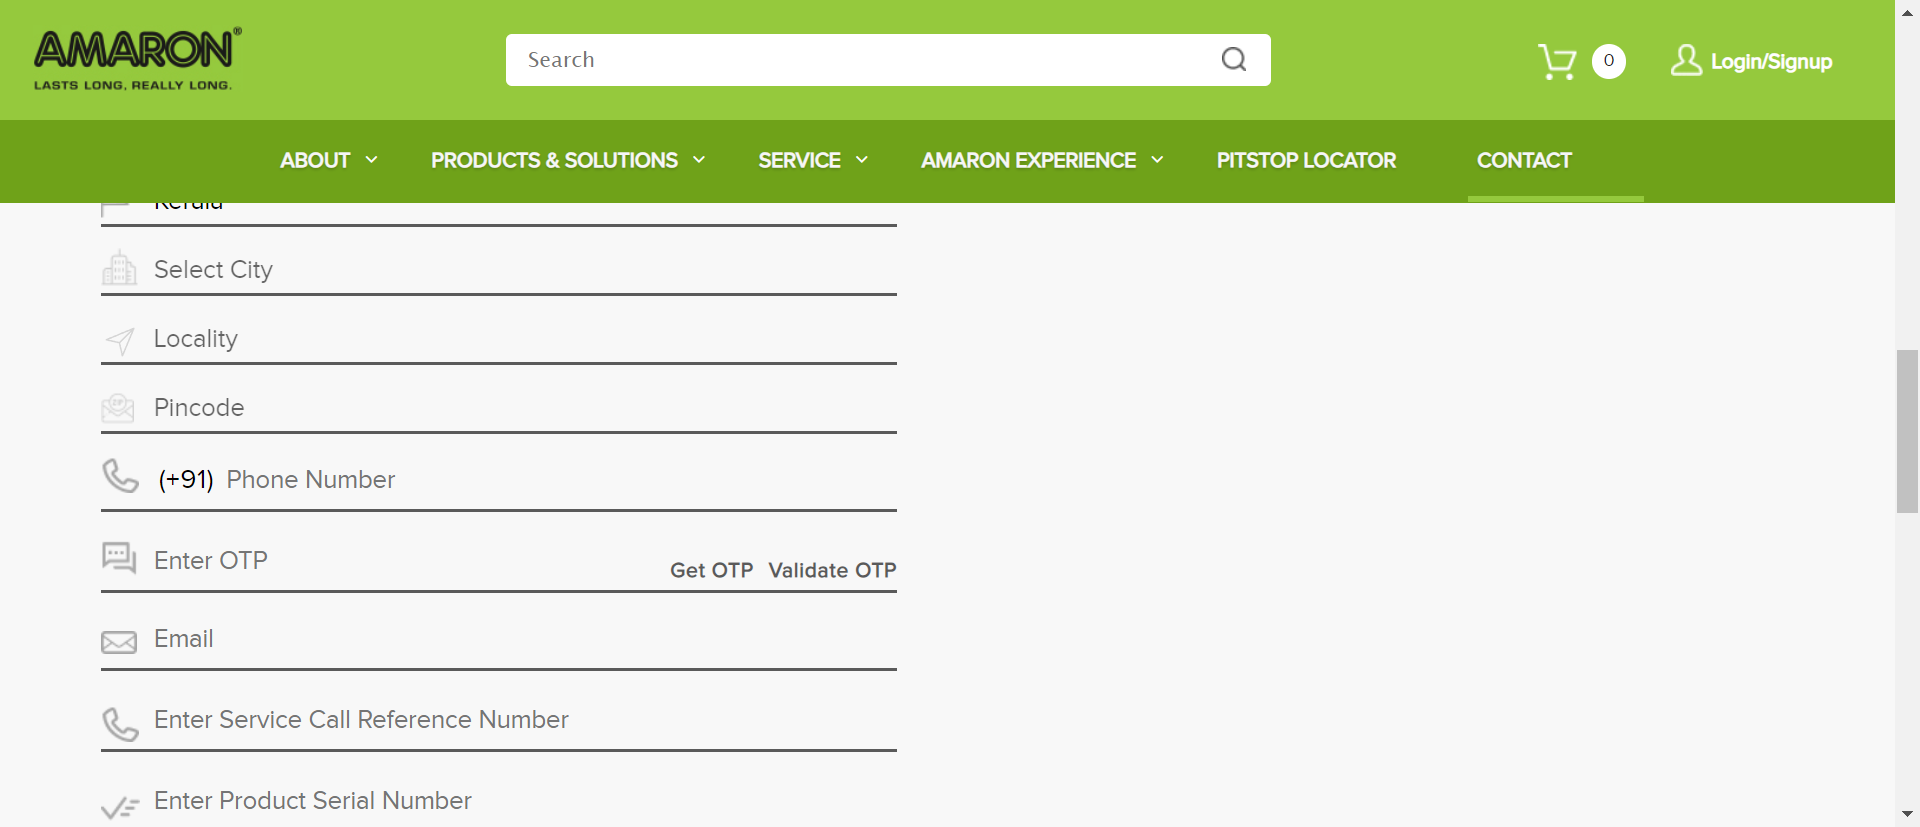 AMARON®
LASTS LONG, REALLY LONG.
Search
0
Login/Signup
ABOUT
PRODUCTS & SOLUTIONS
SERVICE
AMARON EXPERIENCE
PITSTOP LOCATOR
CONTACT
Kerala
Select City
Locality
Pincode
(+91) Phone Number
Enter OTP
Get OTP Validate OTP
Email
Enter Service Call Reference Number
Enter Product Serial Number